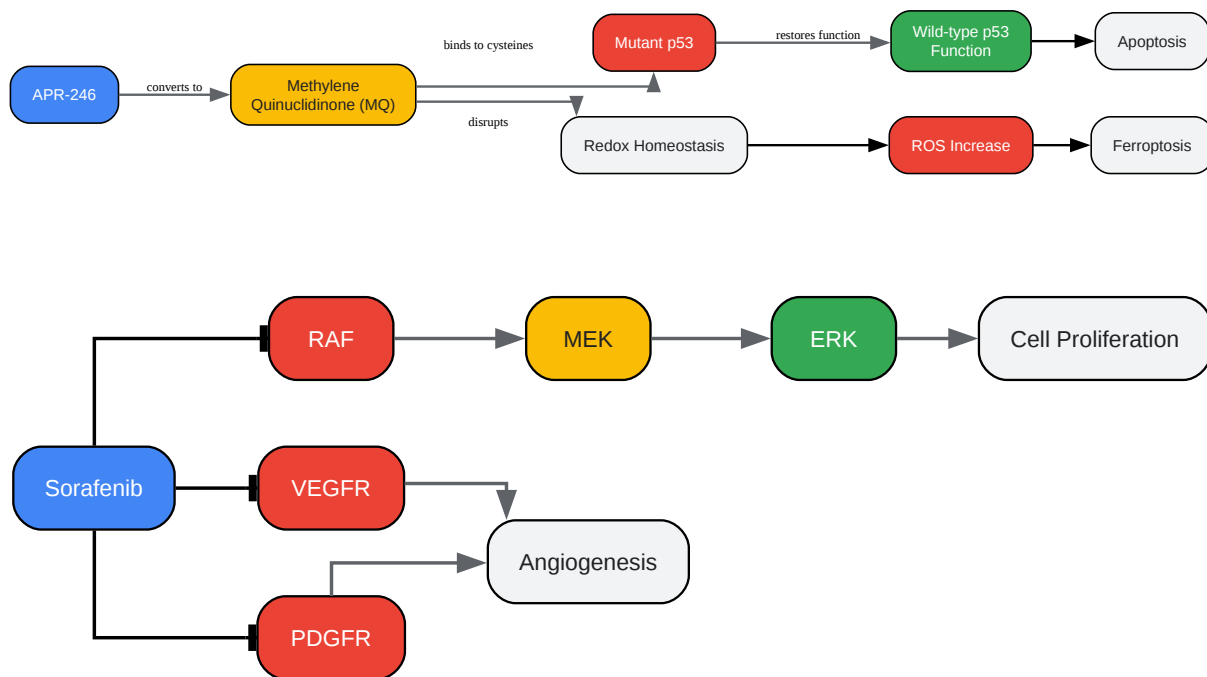 APR-246
converts to
Methylene
Quinuclidinone (MQ)
binds to cysteines
disrupts
Mutant p53
restores function
Wild-type p53
Function
Apoptosis
Redox Homeostasis
ROS Increase
Ferroptosis
RAF
MEK
ERK
Cell Proliferation
Sorafenib
VEGFR
Angiogenesis
PDGFR